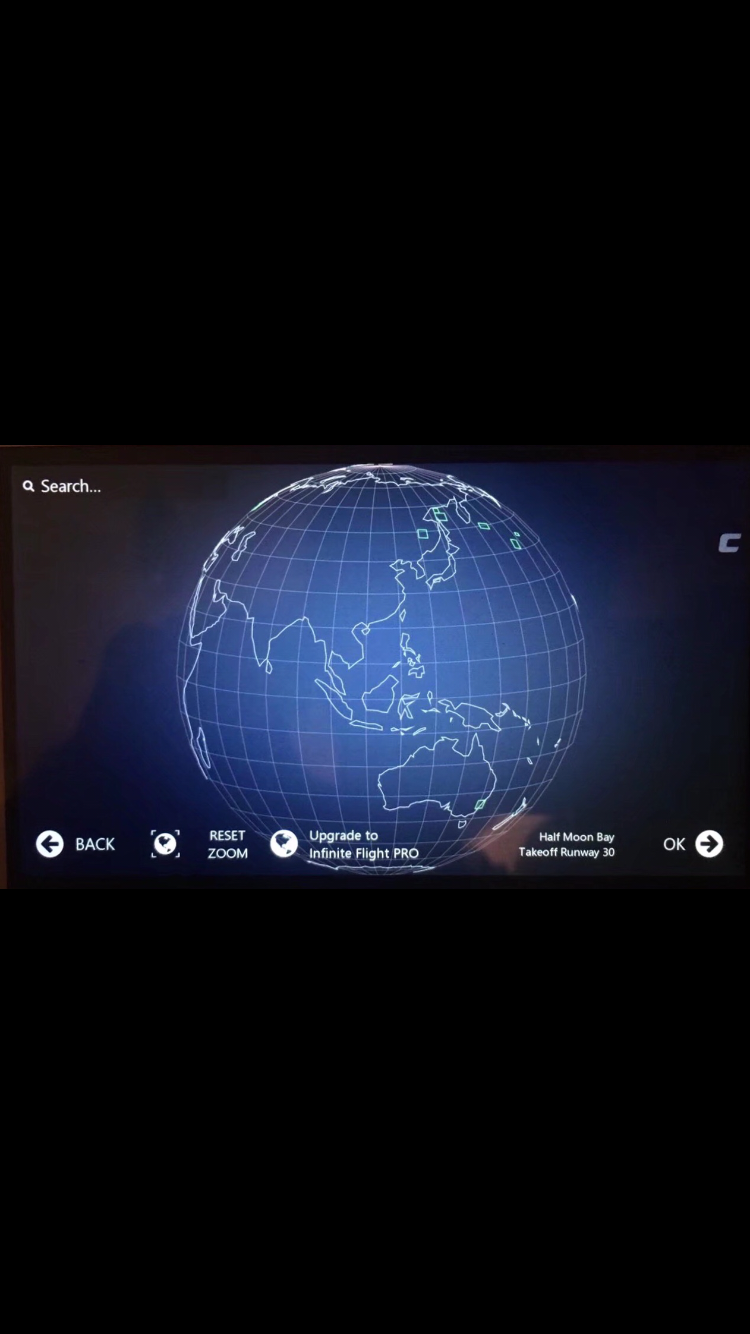 Search...
BACK
RESET
ZOOM
Upgrade to
Infinite Flight PRO
Half Moon Bay
Takeoff Runway 30
OK